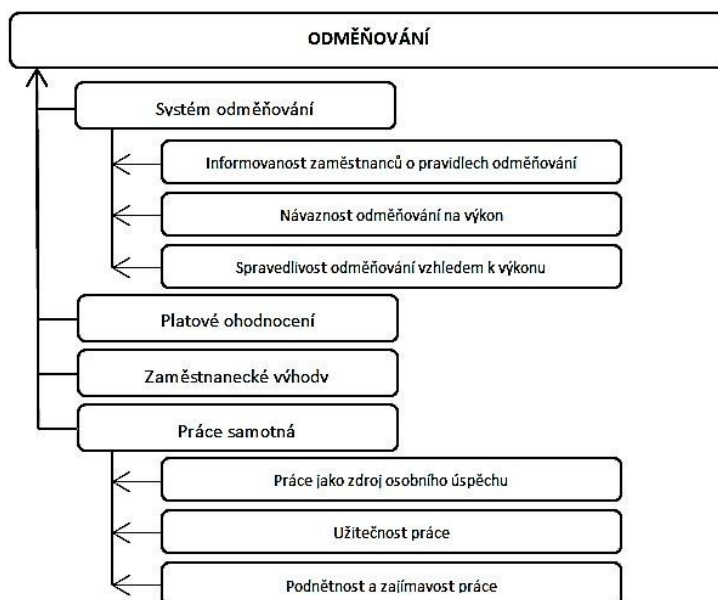 ODMĚŇOVÁNÍ
Systém odměňování
Informovanost zaměstnanců o pravidlech odměňování
Návaznost odměňování na výkon
Spravedlivost odměňování vzhledem k výkonu
Platové ohodnocení
Zaměstnanecké výhody
Práce samotná
Práce jako zdroj osobního úspěchu
Užitečnost práce
Podnětnost a zajímavost práce